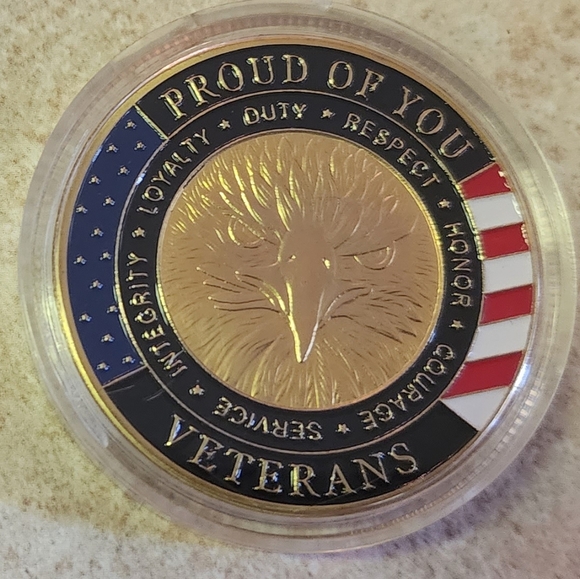 PROUD OF YOU
LOYALTY ★ DUTY ★ RESPECT ★ HONOR ★ COURAGE ★ SERVICE ★ INTEGRITY ★
VETERANS